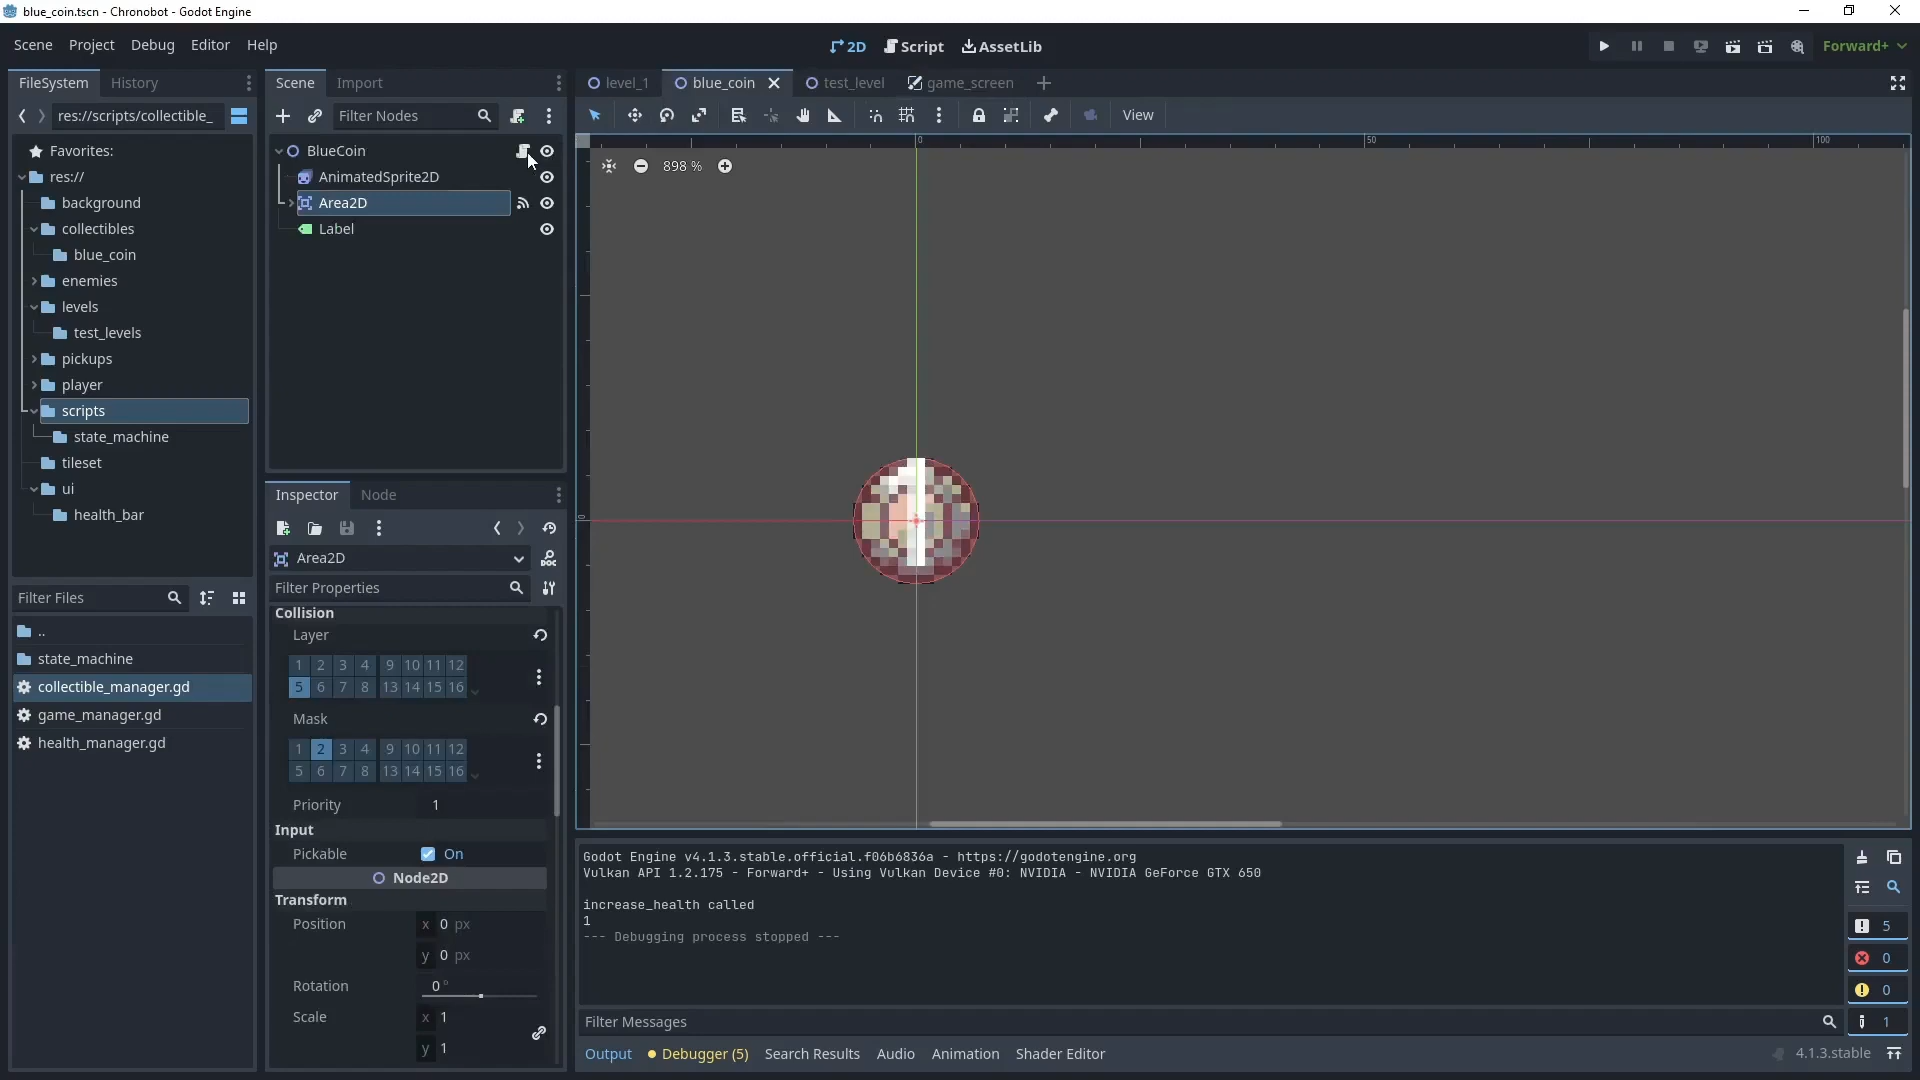 blue_coin.tscn - Chronobot - Godot Engine
Scene Project Debug Editor Help
2D Script AssetLib
Forward+
FileSystem History
res://scripts/collectible_
Favorites:
res://
background
collectibles
blue_coin
enemies
levels
test_levels
pickups
player
scripts
state_machine
tileset
ui
health_bar
Filter Files
..
state_machine
collectible_manager.gd
game_manager.gd
health_manager.gd
Scene Import
Filter Nodes
BlueCoin
AnimatedSprite2D
Area2D
Label
Inspector Node
Area2D
Filter Properties
Collision
Layer
1 2 3 4 9 10 11 12
5 6 7 8 13 14 15 16
Mask
1 2 3 4 9 10 11 12
5 6 7 8 13 14 15 16
Priority 1
Input
Pickable On
Node2D
Transform
Position x 0 px
y 0 px
Rotation 0 °
Scale x 1
y 1
level_1 blue_coin test_level game_screen
View
0 50 100
898 %
0
Godot Engine v4.1.3.stable.official.f06b6836a - https://godotengine.org
Vulkan API 1.2.175 - Forward+ - Using Vulkan Device #0: NVIDIA - NVIDIA GeForce GTX 650
increase_health called
1
--- Debugging process stopped ---
5
0
0
1
Filter Messages
Output Debugger (5) Search Results Audio Animation Shader Editor
4.1.3.stable